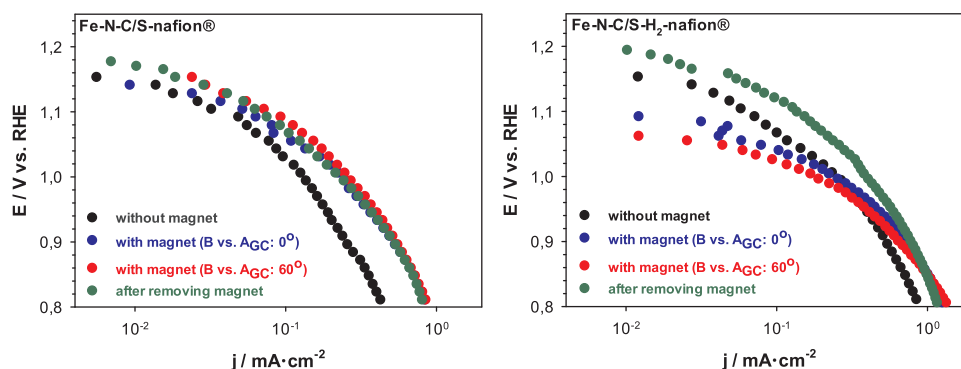 Fe-N-C/S-nafion®
1,2
1,1
1,0
0,9
0,8
E / V vs. RHE
without magnet
with magnet (B vs. AGC: 0o)
with magnet (B vs. AGC: 60o)
after removing magnet
10-2
10-1
100
j / mA·cm-2
Fe-N-C/S-H2-nafion®
1,2
1,1
1,0
0,9
0,8
E / V vs. RHE
without magnet
with magnet (B vs. AGC: 0o)
with magnet (B vs. AGC: 60o)
after removing magnet
10-2
10-1
100
j / mA·cm-2